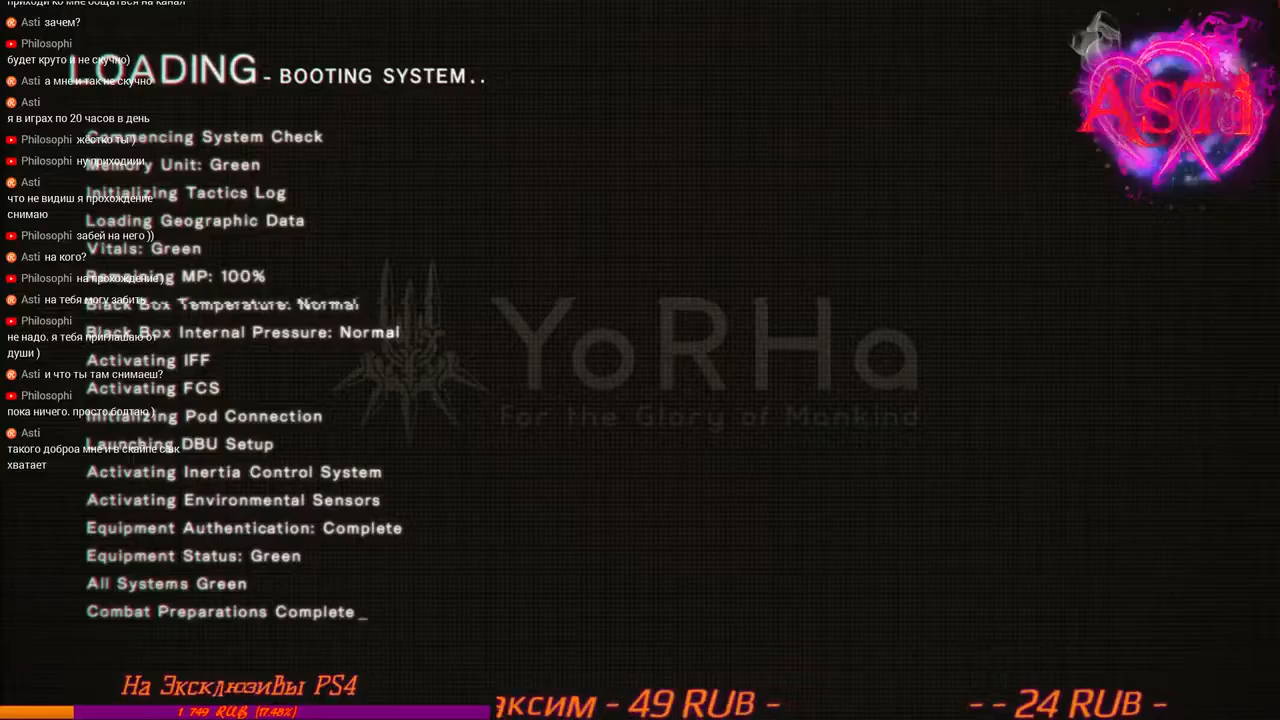 приходи ко мне общаться на канал
Asti зачем?
Philosophi
будет круто и не скучно)
Asti а мне и так не скучно
Asti
я в играх по 20 часов в день
Philosophi жёстко ты )
Philosophi ну приходиии
Asti
что не видиш я прохождение
снимаю
Philosophi забей на него ))
Asti на кого?
Philosophi на прохождение)
Asti на тебя могу забить
Philosophi
не надо. я тебя приглашаю от
души )
Asti и что ты там снимаеш?
Philosophi
пока ничего. просто болтаю )
Asti
такого доброа мне и в скайпе
хватает
LOADING - BOOTING SYSTEM..
Commencing System Check
Memory Unit: Green
Initializing Tactics Log
Loading Geographic Data
Vitals: Green
Remaining MP: 100%
Black Box Temperature: Normal
Black Box Internal Pressure: Normal
Activating IFF
Activating FCS
Initializing Pod Connection
Launching DBU Setup
Activating Inertia Control System
Activating Environmental Sensors
Equipment Authentication: Complete
Equipment Status: Green
All Systems Green
Combat Preparations Complete _
YoRHa
For the Glory of Mankind
ASTI
На Эксклюзивы PS4
1 749 RUB (17.48%)
аксим - 49 RUB -
- - 24 RUB -